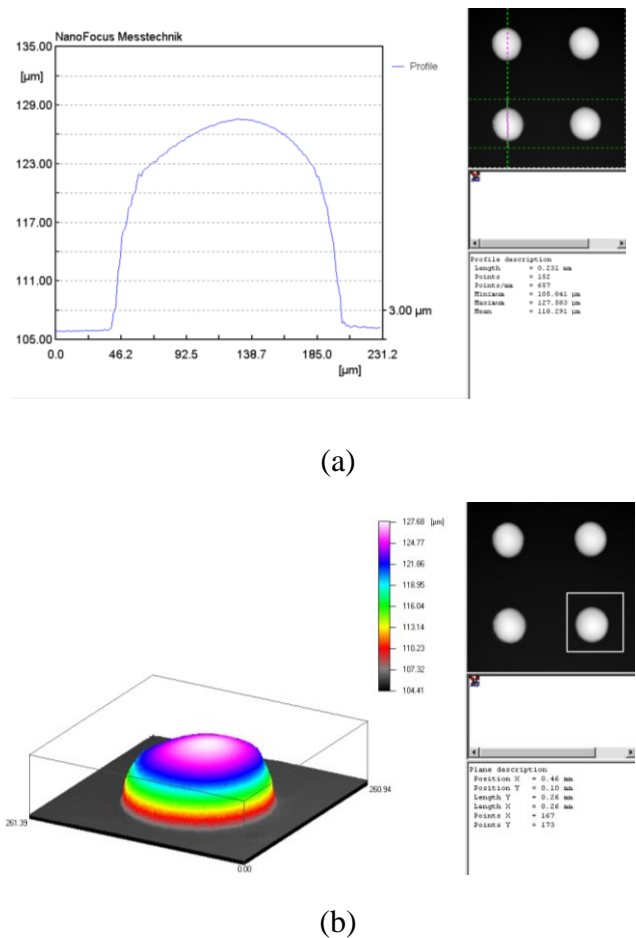 NanoFocus Messtechnik
135.00
[µm]
129.00
123.00
117.00
111.00
105.00
Profile
3.00 µm
0.0 46.2 92.5 138.7 185.0 231.2
[µm]
Profile description
Length = 0.231 mm
Points = 152
Points/mm = 657
Minimum = 105.841 µm
Maximum = 127.583 µm
Mean = 118.291 µm
(a)
127.68 [µm]
124.77
121.86
118.95
116.04
113.14
110.23
107.32
104.41
261.39
260.94
0.00
Plane description
Position X = 0.46 mm
Position Y = 0.10 mm
Length Y = 0.26 mm
Length X = 0.26 mm
Points X = 167
Points Y = 173
(b)